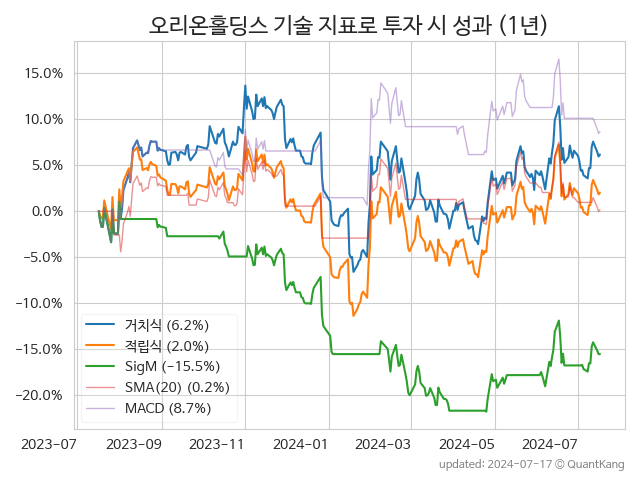 오리온홀딩스 기술 지표로 투자 시 성과 (1년)
15.0%
10.0%
5.0%
0.0%
−5.0%
−10.0%
−15.0%
−20.0%
거치식 (6.2%)
적립식 (2.0%)
SigM (−15.5%)
SMA(20) (0.2%)
MACD (8.7%)
2023-07 2023-09 2023-11 2024-01 2024-03 2024-05 2024-07
updated: 2024-07-17 © QuantKang